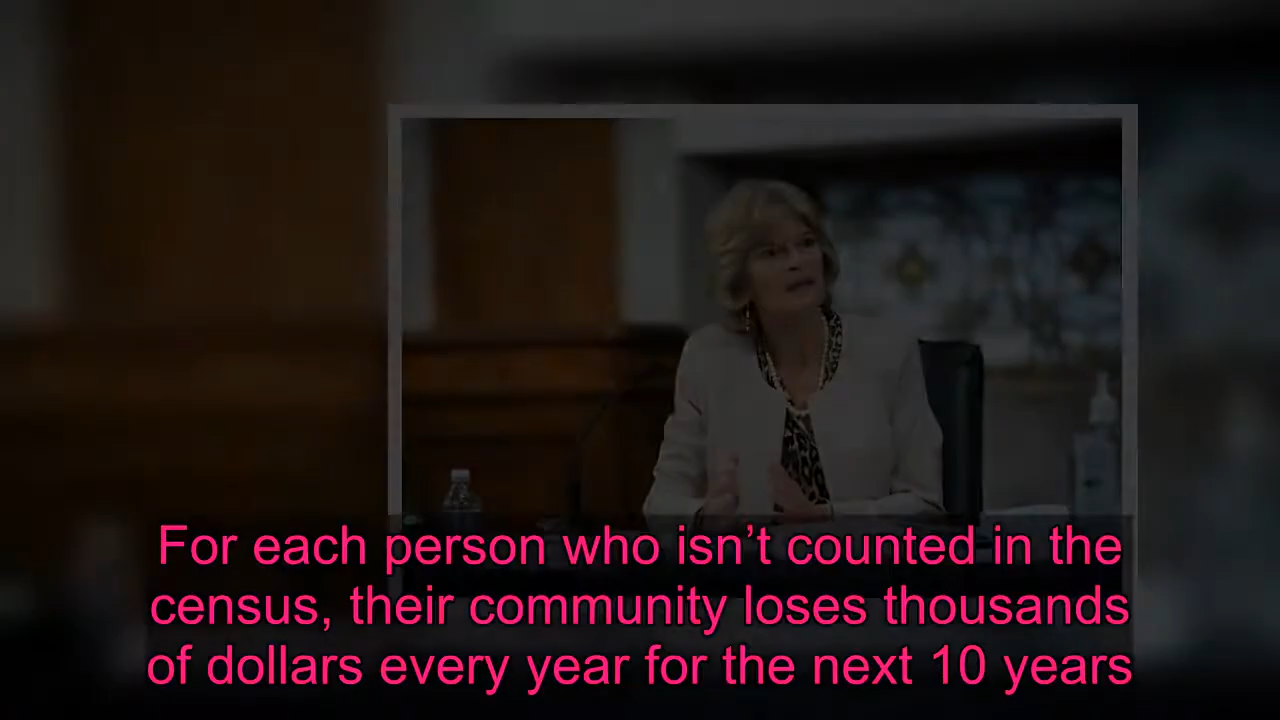 For each person who isn’t counted in the
census, their community loses thousands
of dollars every year for the next 10 years